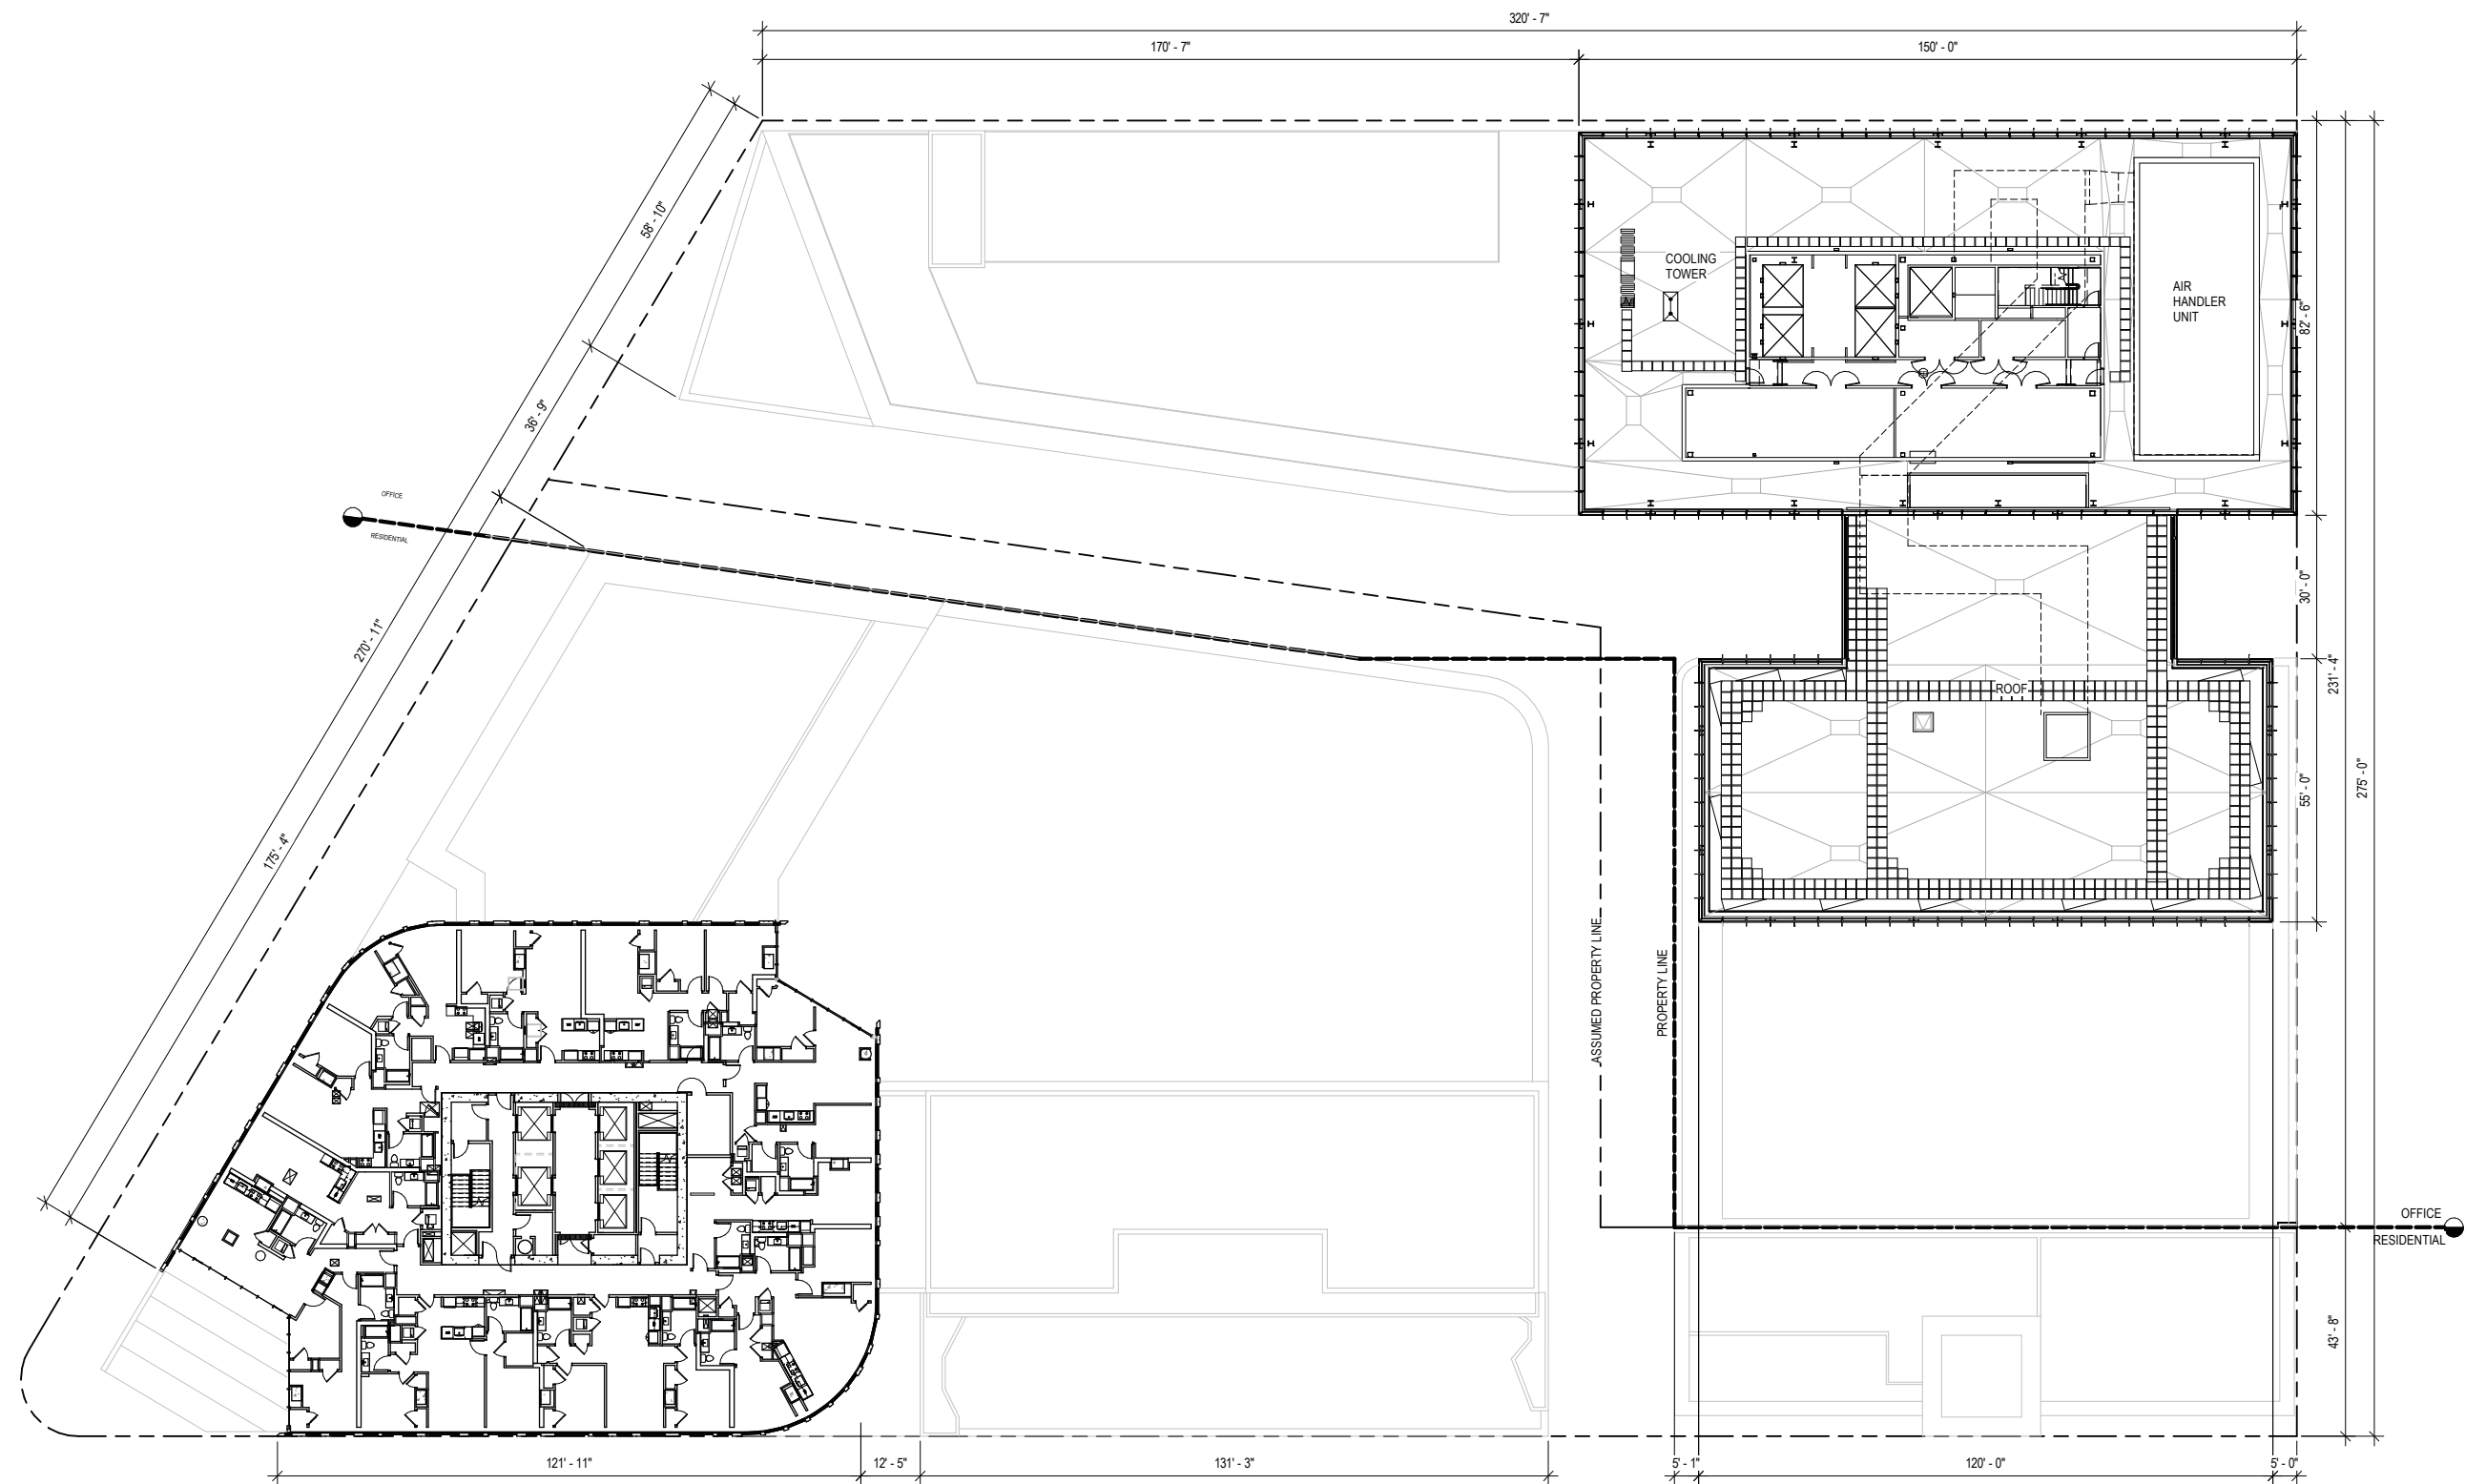 320' - 7"
170' - 7"
150' - 0"
58' - 10"
36' - 9"
270' - 11"
175' - 4"
OFFICE
RESIDENTIAL
COOLING
TOWER
AIR
HANDLER
UNIT
82' - 6"
30' - 0"
231' - 4"
275' - 0"
55' - 0"
ROOF
ASSUMED PROPERTY LINE
PROPERTY LINE
OFFICE
RESIDENTIAL
43' - 8"
121' - 11"
12' - 5"
131' - 3"
5' - 1"
120' - 0"
5' - 0"